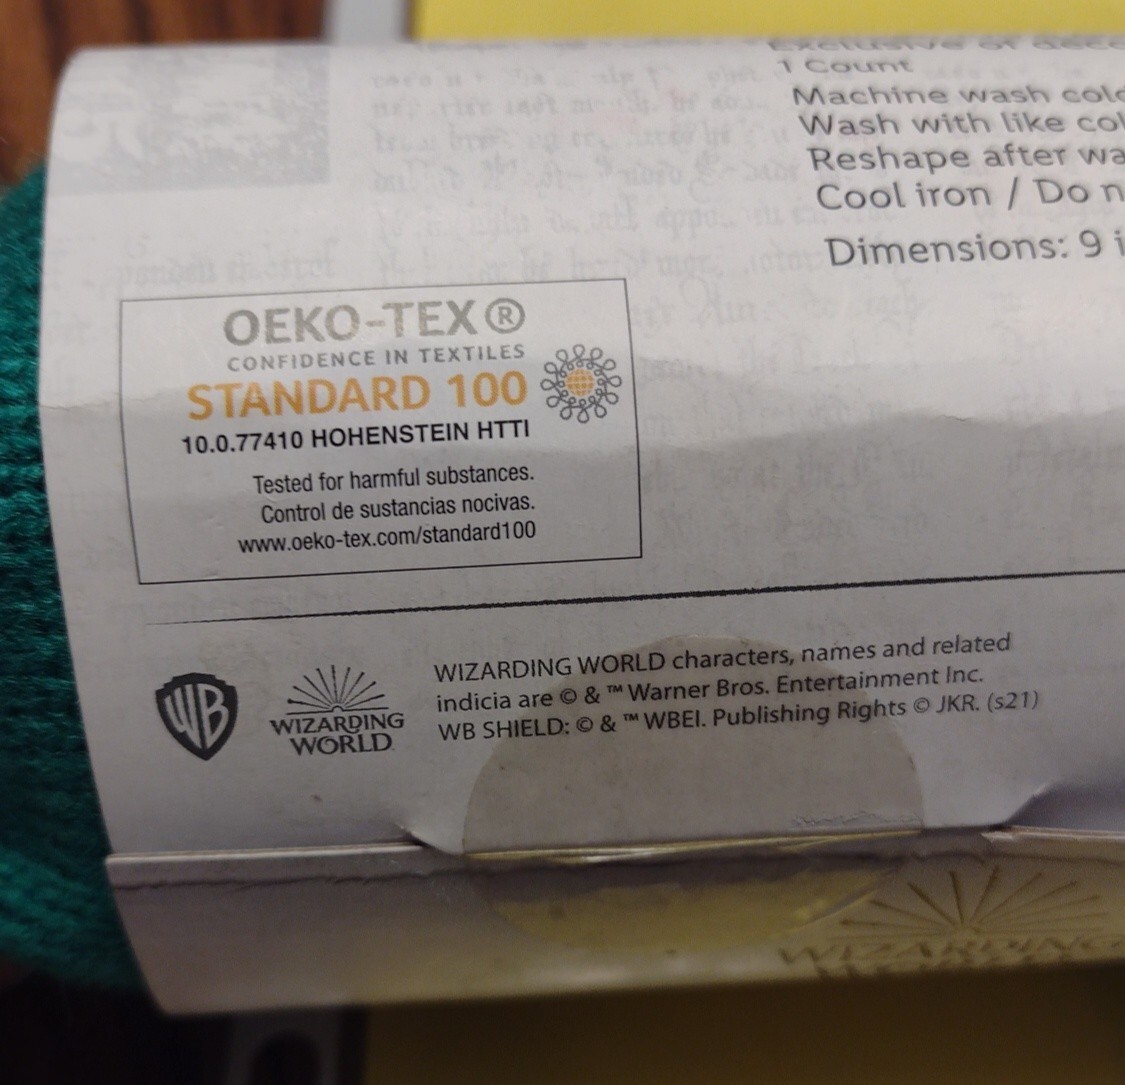 1 Count
Machine wash cold
Wash with like col
Reshape after wa
Cool iron / Do n
Dimensions: 9 i
OEKO-TEX®
CONFIDENCE IN TEXTILES
STANDARD 100
10.0.77410 HOHENSTEIN HTTI
Tested for harmful substances.
Control de sustancias nocivas.
www.oeko-tex.com/standard100
WB
WIZARDING
WORLD
WIZARDING WORLD characters, names and related
indicia are © & ™ Warner Bros. Entertainment Inc.
WB SHIELD: © & ™ WBEI. Publishing Rights © JKR. (s21)
WIZARDING